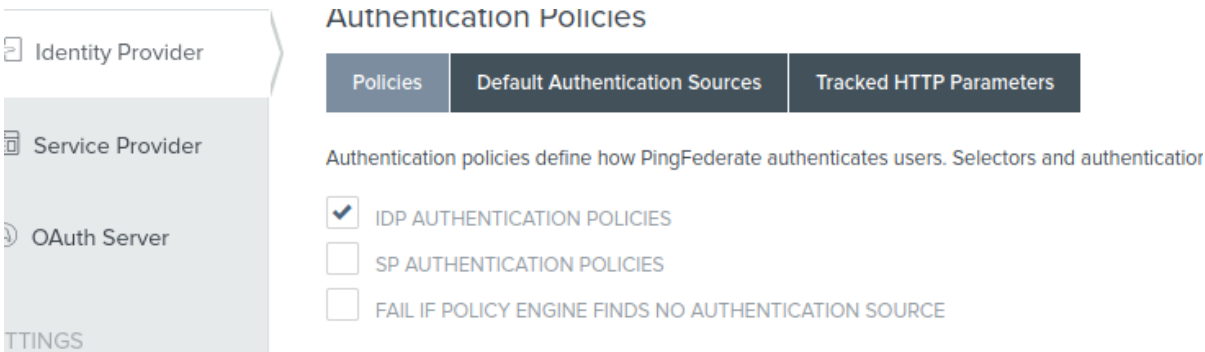 Authentication Policies
Identity Provider
Policies
Default Authentication Sources
Tracked HTTP Parameters
Service Provider
Authentication policies define how PingFederate authenticates users. Selectors and authentication
IDP AUTHENTICATION POLICIES
OAuth Server
SP AUTHENTICATION POLICIES
FAIL IF POLICY ENGINE FINDS NO AUTHENTICATION SOURCE
TTINGS